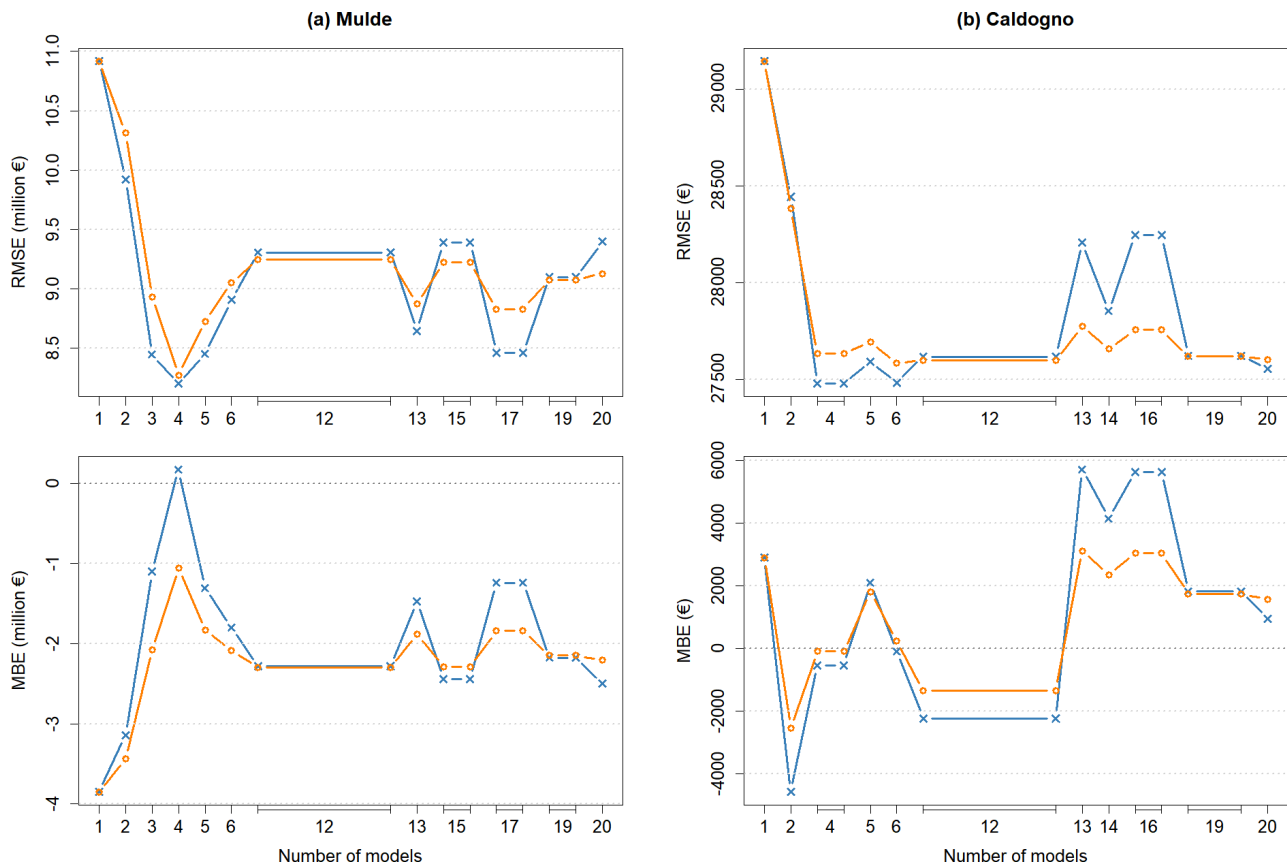 (a) Mulde
(b) Caldogno
RMSE (million €)
11.0
10.5
10.0
9.5
9.0
8.5
1 2 3 4 5 6 12 13 15 17 19 20
RMSE (€)
29000
28500
28000
27500
1 2 4 5 6 12 13 14 16 19 20
MBE (million €)
0
-1
-2
-3
-4
1 2 3 4 5 6 12 13 15 17 19 20
Number of models
MBE (€)
6000
4000
2000
0
-2000
-4000
1 2 4 5 6 12 13 14 16 19 20
Number of models